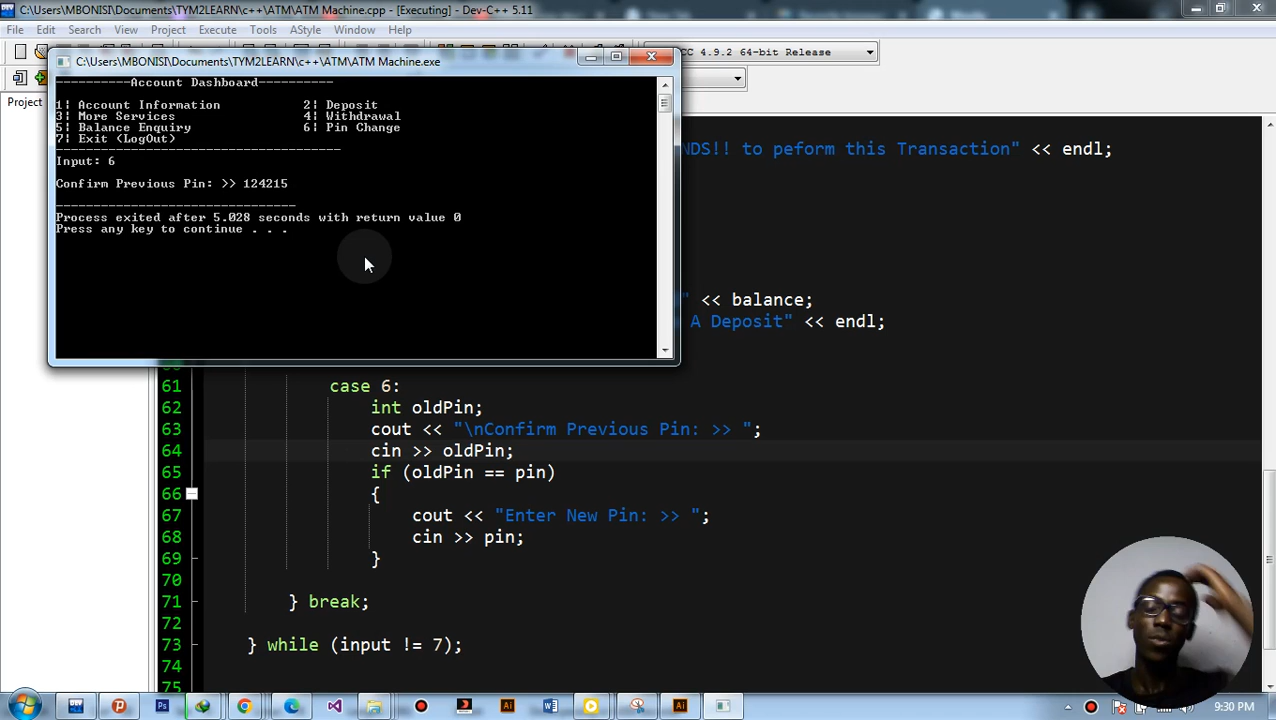 C:\Users\MBONISI\Documents\TYM2LEARN\c++\ATM\ATM Machine.cpp - [Executing] - Dev-C++ 5.11
File Edit Search View Project Execute Tools AStyle Window Help
CC 4.9.2 64-bit Release
C:\Users\MBONISI\Documents\TYM2LEARN\c++\ATM\ATM Machine.exe
Project
----------Account Dashboard----------
1| Account Information 2| Deposit
3| More Services 4| Withdrawal
5| Balance Enquiry 6| Pin Change
7| Exit (LogOut)
--------------------------------------
Input: 6
Confirm Previous Pin: >> 124215
--------------------------------
Process exited after 5.028 seconds with return value 0
Press any key to continue . . .
NDS!! to peform this Transaction" << endl;
" << balance;
A Deposit" << endl;
61 case 6:
62 int oldPin;
63 cout << "\nConfirm Previous Pin: >> ";
64 cin >> oldPin;
65 if (oldPin == pin)
66 {
67 cout << "Enter New Pin: >> ";
68 cin >> pin;
69 }
70
71 } break;
72
73 } while (input != 7);
74
75
DEV Ps Ai W Ai 9:30 PM